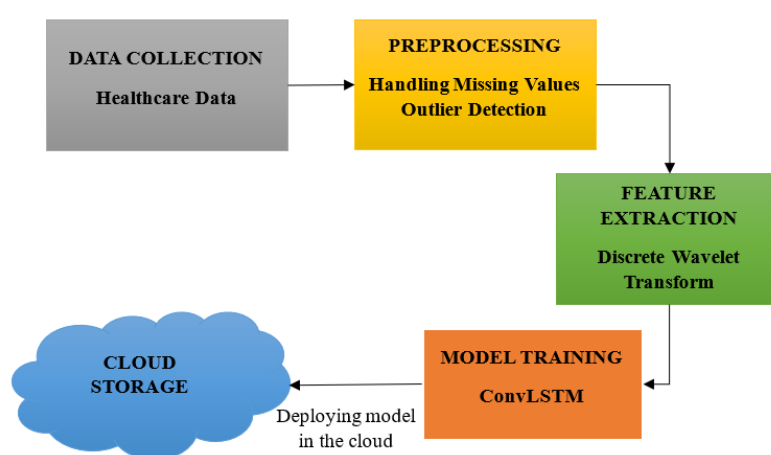 DATA COLLECTION
Healthcare Data
PREPROCESSING
Handling Missing Values
Outlier Detection
FEATURE
EXTRACTION
Discrete Wavelet
Transform
MODEL TRAINING
ConvLSTM
Deploying model
in the cloud
CLOUD
STORAGE